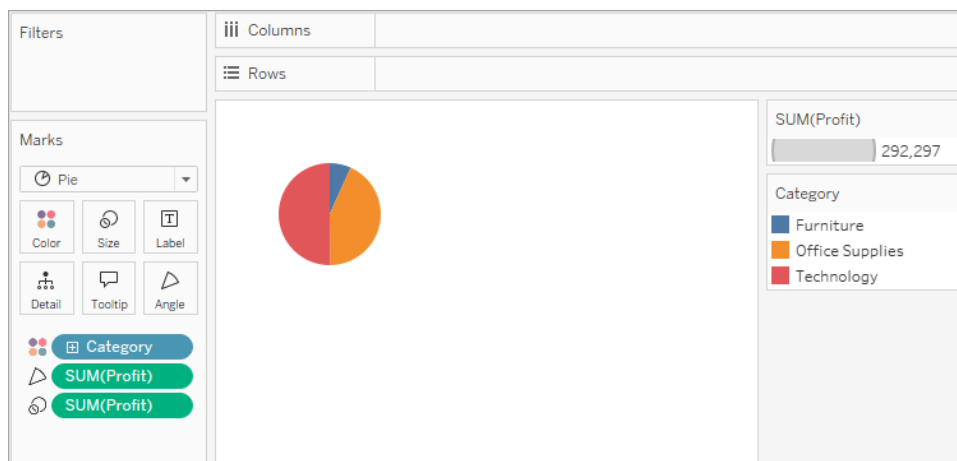 Filters
Columns
Rows
Marks
Pie
Color Size Label
Detail Tooltip Angle
Category
SUM(Profit)
SUM(Profit)
SUM(Profit)
292,297
Category
Furniture
Office Supplies
Technology